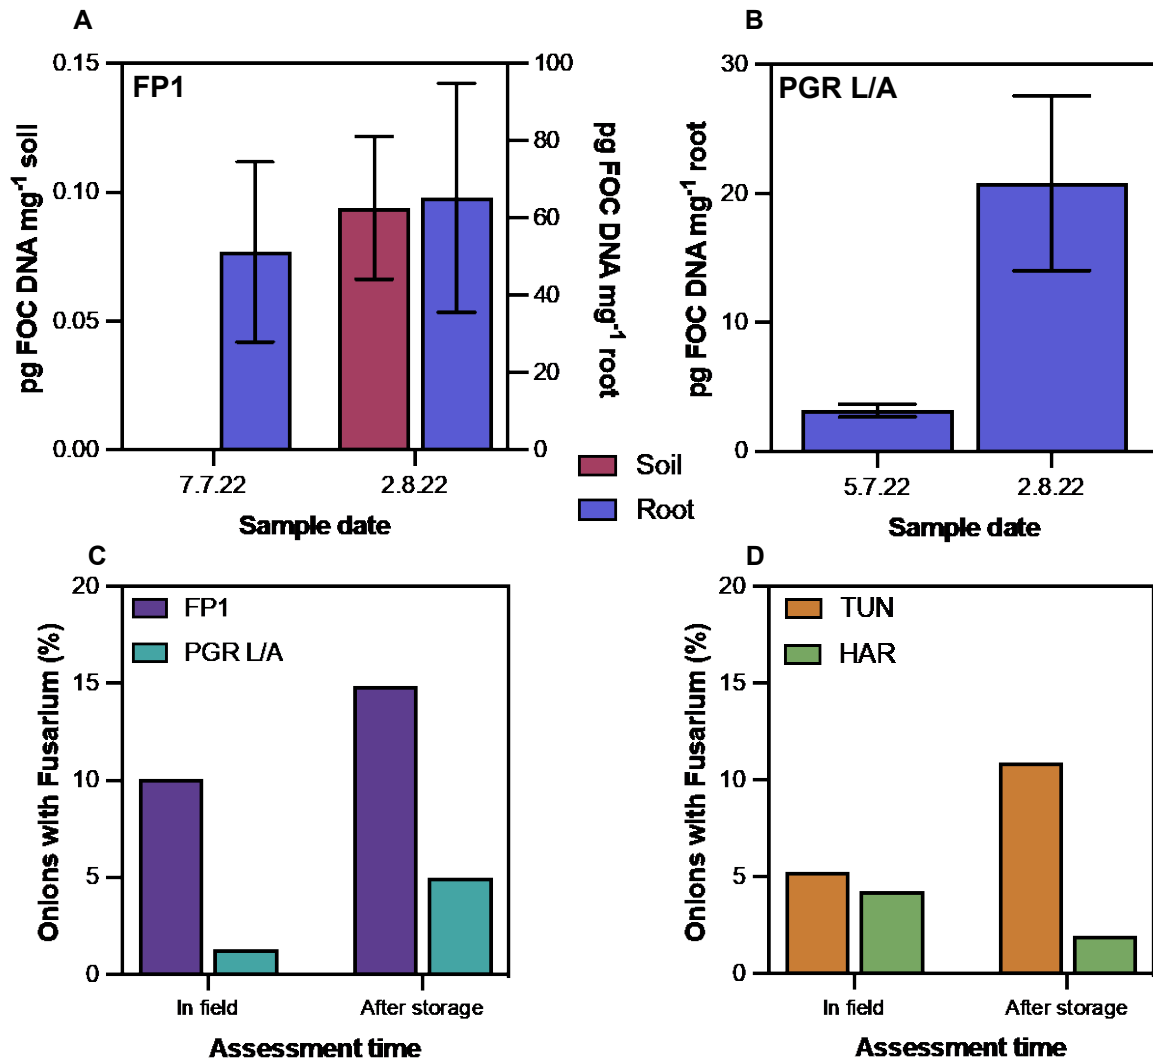 A
FP1
pg FOC DNA mg⁻¹ soil
0.15
0.10
0.05
0.00
100
80
60
40
20
0
pg FOC DNA mg⁻¹ root
7.7.22
2.8.22
Sample date
Soil
Root
B
PGR L/A
pg FOC DNA mg⁻¹ root
30
20
10
0
5.7.22
2.8.22
Sample date
C
FP1
PGR L/A
Onions with Fusarium (%)
20
15
10
5
0
In field
After storage
Assessment time
D
TUN
HAR
Onions with Fusarium (%)
20
15
10
5
0
In field
After storage
Assessment time